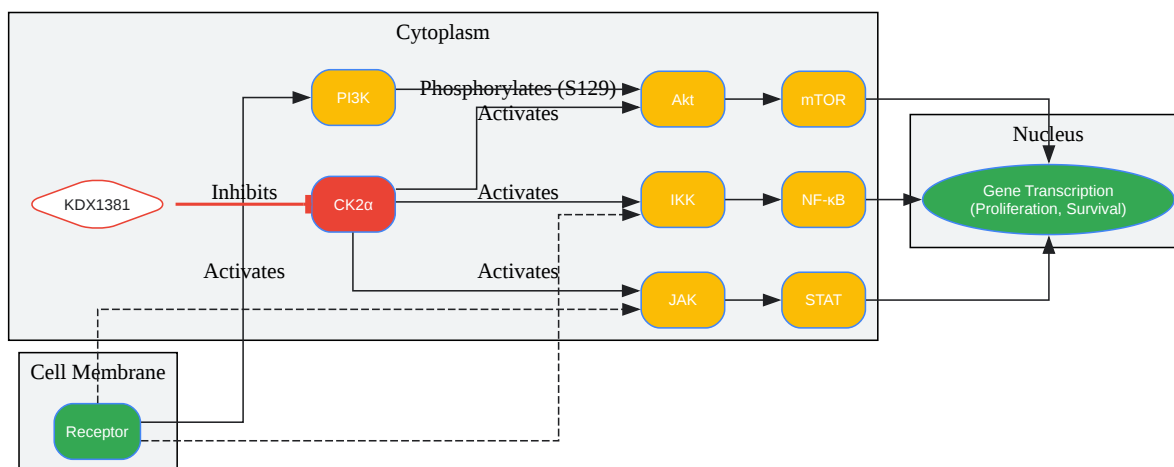 Cytoplasm
PI3K
Phosphorylates (S129)
Akt
mTOR
Activates
Nucleus
KDX1381
Inhibits
CK2α
Activates
IKK
NF-κB
Gene Transcription
(Proliferation, Survival)
Activates
Activates
JAK
STAT
Cell Membrane
Receptor